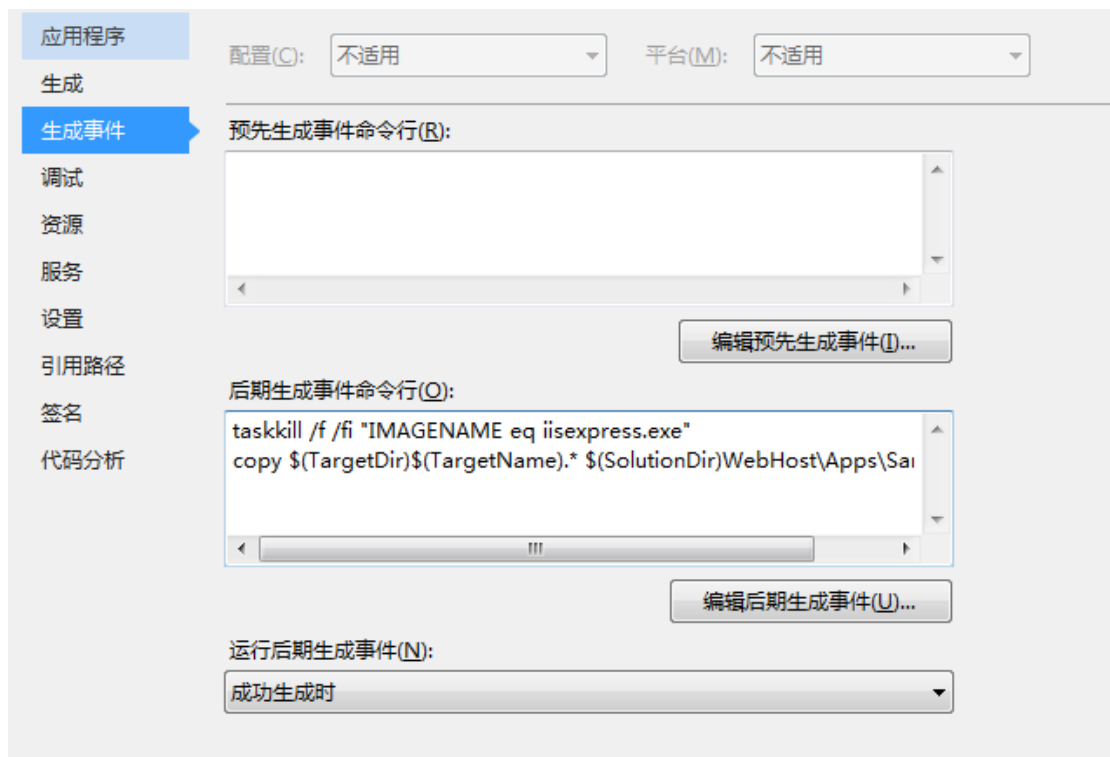 应用程序
生成
生成事件
调试
资源
服务
设置
引用路径
签名
代码分析
配置(C): 不适用 平台(M): 不适用
预先生成事件命令行(R):
编辑预先生成事件(I)...
后期生成事件命令行(O):
taskkill /f /fi "IMAGENAME eq iisexpress.exe"
copy $(TargetDir)$(TargetName).* $(SolutionDir)WebHost\Apps\Sa
编辑后期生成事件(U)...
运行后期生成事件(N):
成功生成时